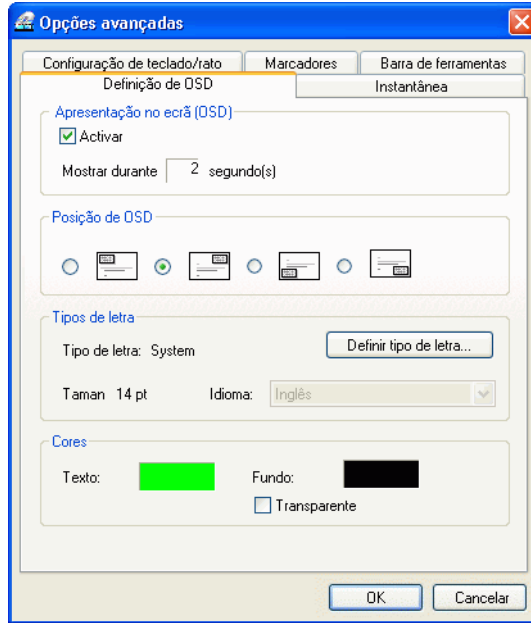 Opções avançadas
Configuração de teclado/rato Marcadores Barra de ferramentas
Definição de OSD Instantânea
Apresentação no ecrã (OSD)
Activar
Mostrar durante 2 segundo(s)
Posição de OSD
Tipos de letra
Tipo de letra: System Definir tipo de letra...
Taman 14 pt Idioma: Inglês
Cores
Texto: Fundo:
Transparente
OK Cancelar